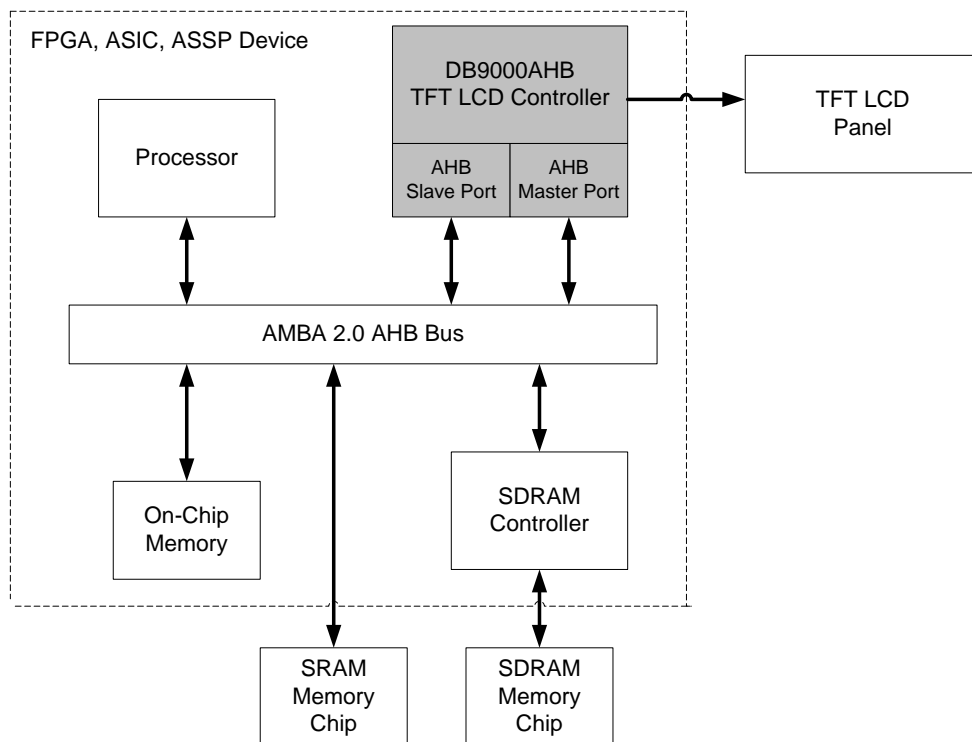 FPGA, ASIC, ASSP Device
DB9000AHB
TFT LCD Controller
TFT LCD
Panel
Processor
AHB
Slave Port
AHB
Master Port
AMBA 2.0 AHB Bus
On-Chip
Memory
SDRAM
Controller
SRAM
Memory
Chip
SDRAM
Memory
Chip